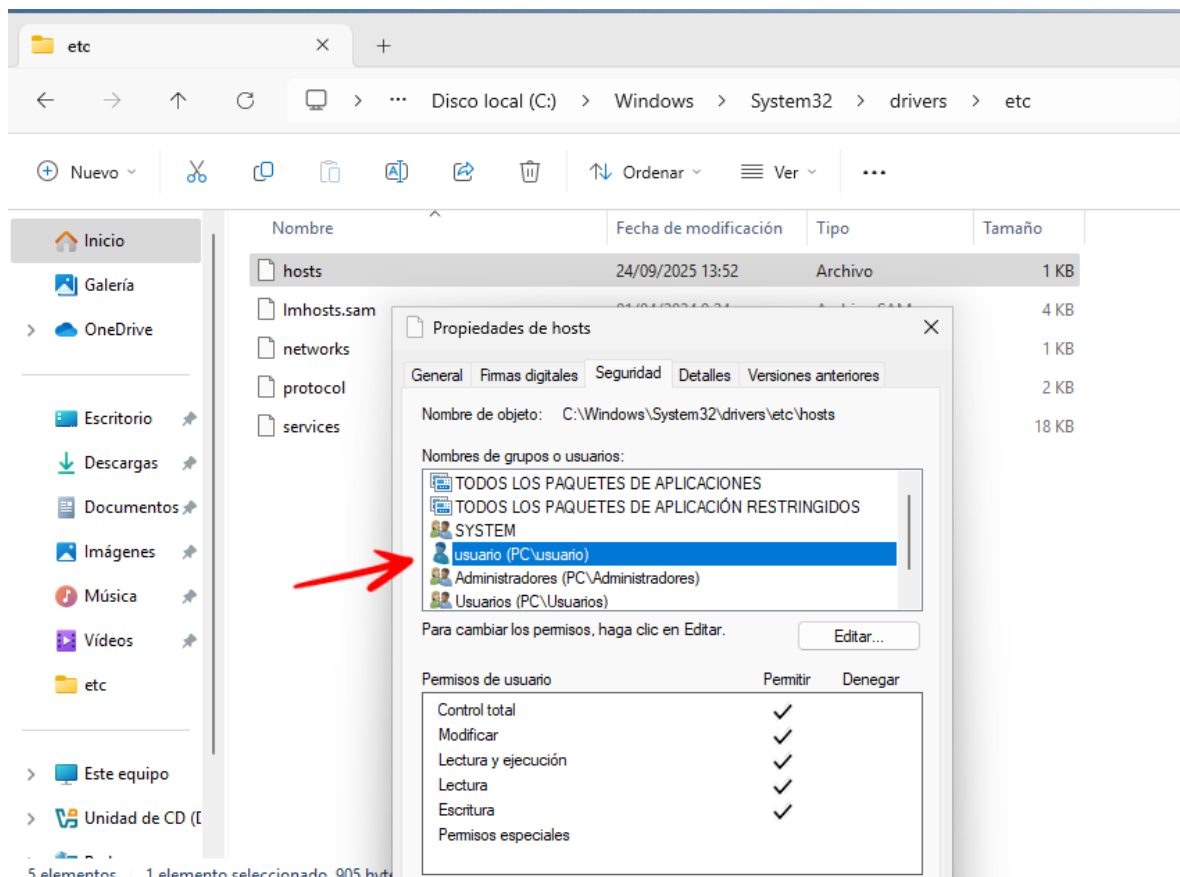 etc
Disco local (C:) > Windows > System32 > drivers > etc
Nuevo Ordenar Ver
Nombre Fecha de modificación Tipo Tamaño
Inicio
Galería
OneDrive
Escritorio
Descargas
Documentos
Imágenes
Música
Vídeos
etc
Este equipo
Unidad de CD (D
hosts 24/09/2025 13:52 Archivo 1 KB
lmhosts.sam 4 KB
networks 1 KB
protocol 2 KB
services 18 KB
Propiedades de hosts
General Firmas digitales Seguridad Detalles Versiones anteriores
Nombre de objeto: C:\Windows\System32\drivers\etc\hosts
Nombres de grupos o usuarios:
TODOS LOS PAQUETES DE APLICACIONES
TODOS LOS PAQUETES DE APLICACIÓN RESTRINGIDOS
SYSTEM
usuario (PC\usuario)
Administradores (PC\Administradores)
Usuarios (PC\Usuarios)
Para cambiar los permisos, haga clic en Editar.
Editar...
Permisos de usuario Permitir Denegar
Control total
Modificar
Lectura y ejecución
Lectura
Escritura
Permisos especiales
5 elementos 1 elemento seleccionado 905